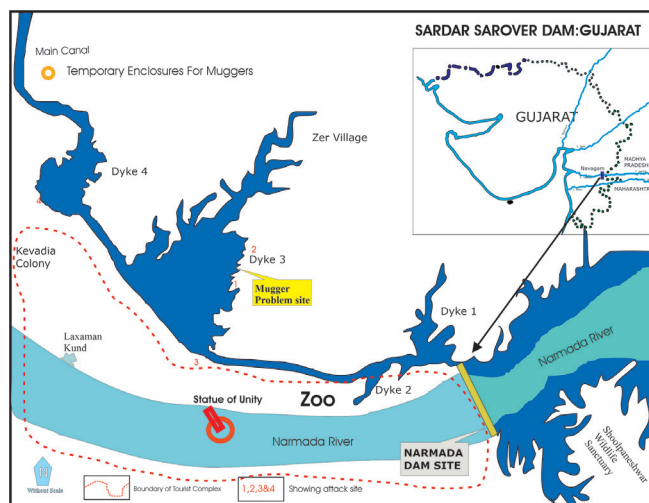 SARDAR SAROVER DAM:GUJARAT
Main Canal
Temporary Enclosures For Muggers
GUJARAT
Navagam
MADHYA
PRADESH
MAHARASHTRA
Zer Village
Dyke 4
4
Kevadia
Colony
2
Dyke 3
1
Mugger
Problem site
Dyke 1
3
Laxaman
Kund
Dyke 2
Zoo
Statue of Unity
Narmada River
Narmada River
NARMADA
DAM SITE
Shoolpaneshwar
Wildlife
Sanctuary
N
Without Scale
Boundary of Tourist Complex
1,2,3&4
Showing attack site